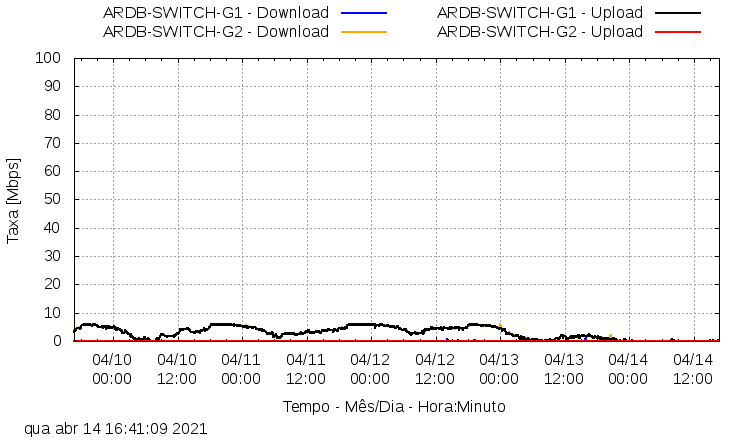 ARDB-SWITCH-G1 - Download ARDB-SWITCH-G1 - Upload
ARDB-SWITCH-G2 - Download ARDB-SWITCH-G2 - Upload
100
90
80
70
60
50
40
30
20
10
0
Taxa [Mbps]
04/10 04/10 04/11 04/11 04/12 04/12 04/13 04/13 04/14 04/14
00:00 12:00 00:00 12:00 00:00 12:00 00:00 12:00 00:00 12:00
Tempo - Mês/Dia - Hora:Minuto
qua abr 14 16:41:09 2021